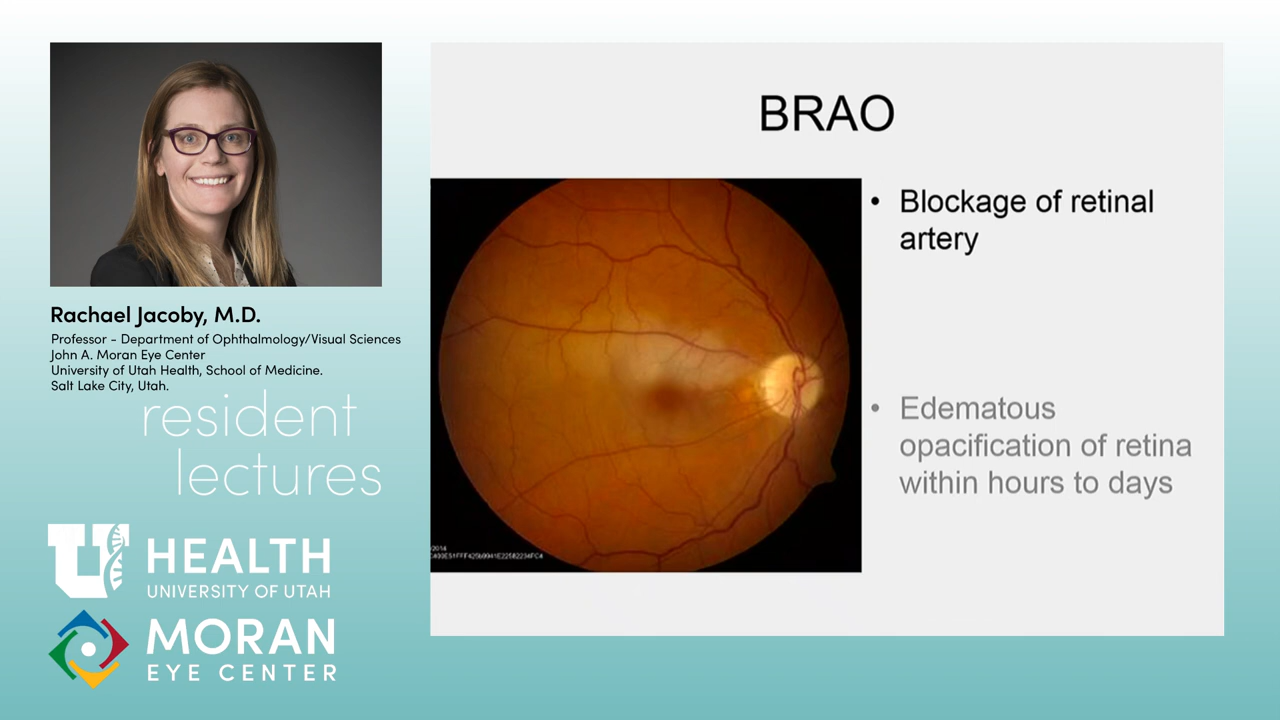 Rachael Jacoby, M.D.
Professor - Department of Ophthalmology/Visual Sciences
John A. Moran Eye Center
University of Utah Health, School of Medicine.
Salt Lake City, Utah.
resident
lectures
U HEALTH
UNIVERSITY OF UTAH
MORAN
EYE CENTER
BRAO
• Blockage of retinal
artery
• Edematous
opacification of retina
within hours to days